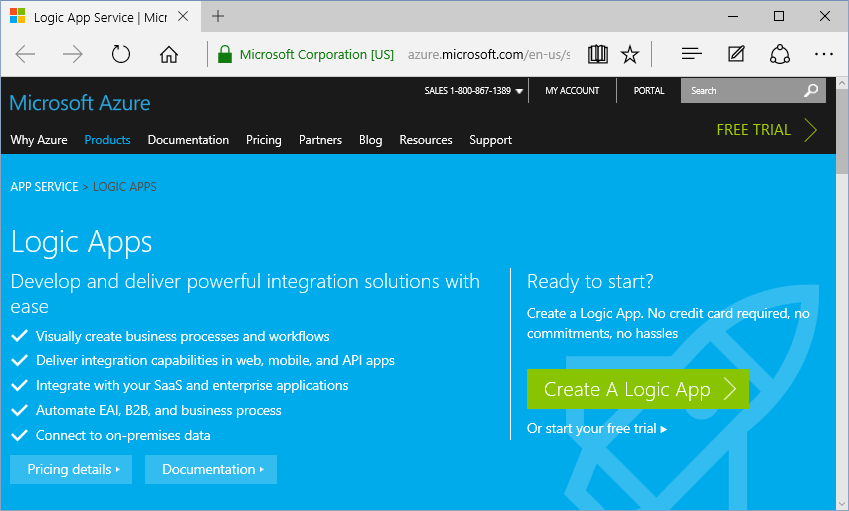 Logic App Service | Micr
Microsoft Corporation [US] azure.microsoft.com/en-us/s
SALES 1-800-867-1389 MY ACCOUNT PORTAL Search
Microsoft Azure
FREE TRIAL
Why Azure Products Documentation Pricing Partners Blog Resources Support
APP SERVICE > LOGIC APPS
Logic Apps
Develop and deliver powerful integration solutions with
ease
Visually create business processes and workflows
Deliver integration capabilities in web, mobile, and API apps
Integrate with your SaaS and enterprise applications
Automate EAI, B2B, and business process
Connect to on-premises data
Pricing details Documentation
Ready to start?
Create a Logic App. No credit card required, no
commitments, no hassles
Create A Logic App
Or start your free trial